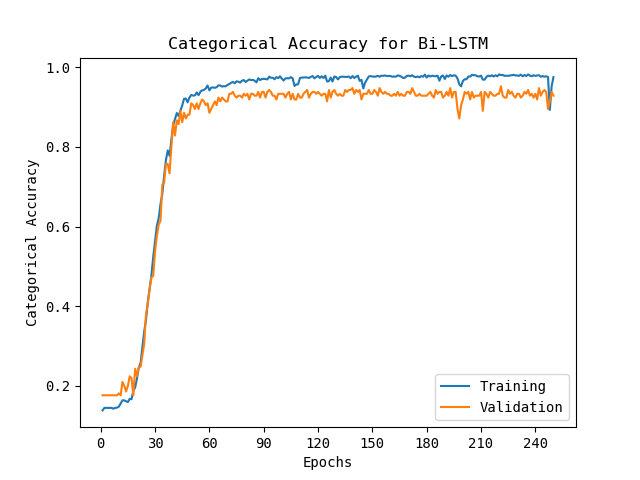 Categorical Accuracy for Bi-LSTM
1.0
0.8
0.6
0.4
0.2
Categorical Accuracy
0 30 60 90 120 150 180 210 240
Epochs
Training
Validation